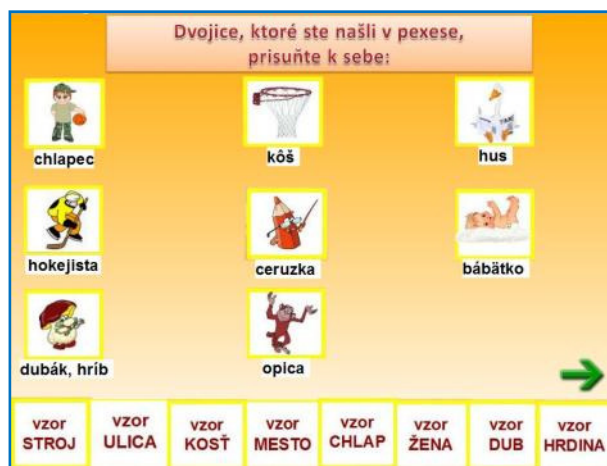 Dvojice, ktoré ste našli v pexese,
prisuňte k sebe:
chlapec
kôš
hus
hokejista
ceruzka
bábätko
dubák, hríb
opica
vzor
STROJ
vzor
ULICA
vzor
KOSŤ
vzor
MESTO
vzor
CHLAP
vzor
ŽENA
vzor
DUB
vzor
HRDINA